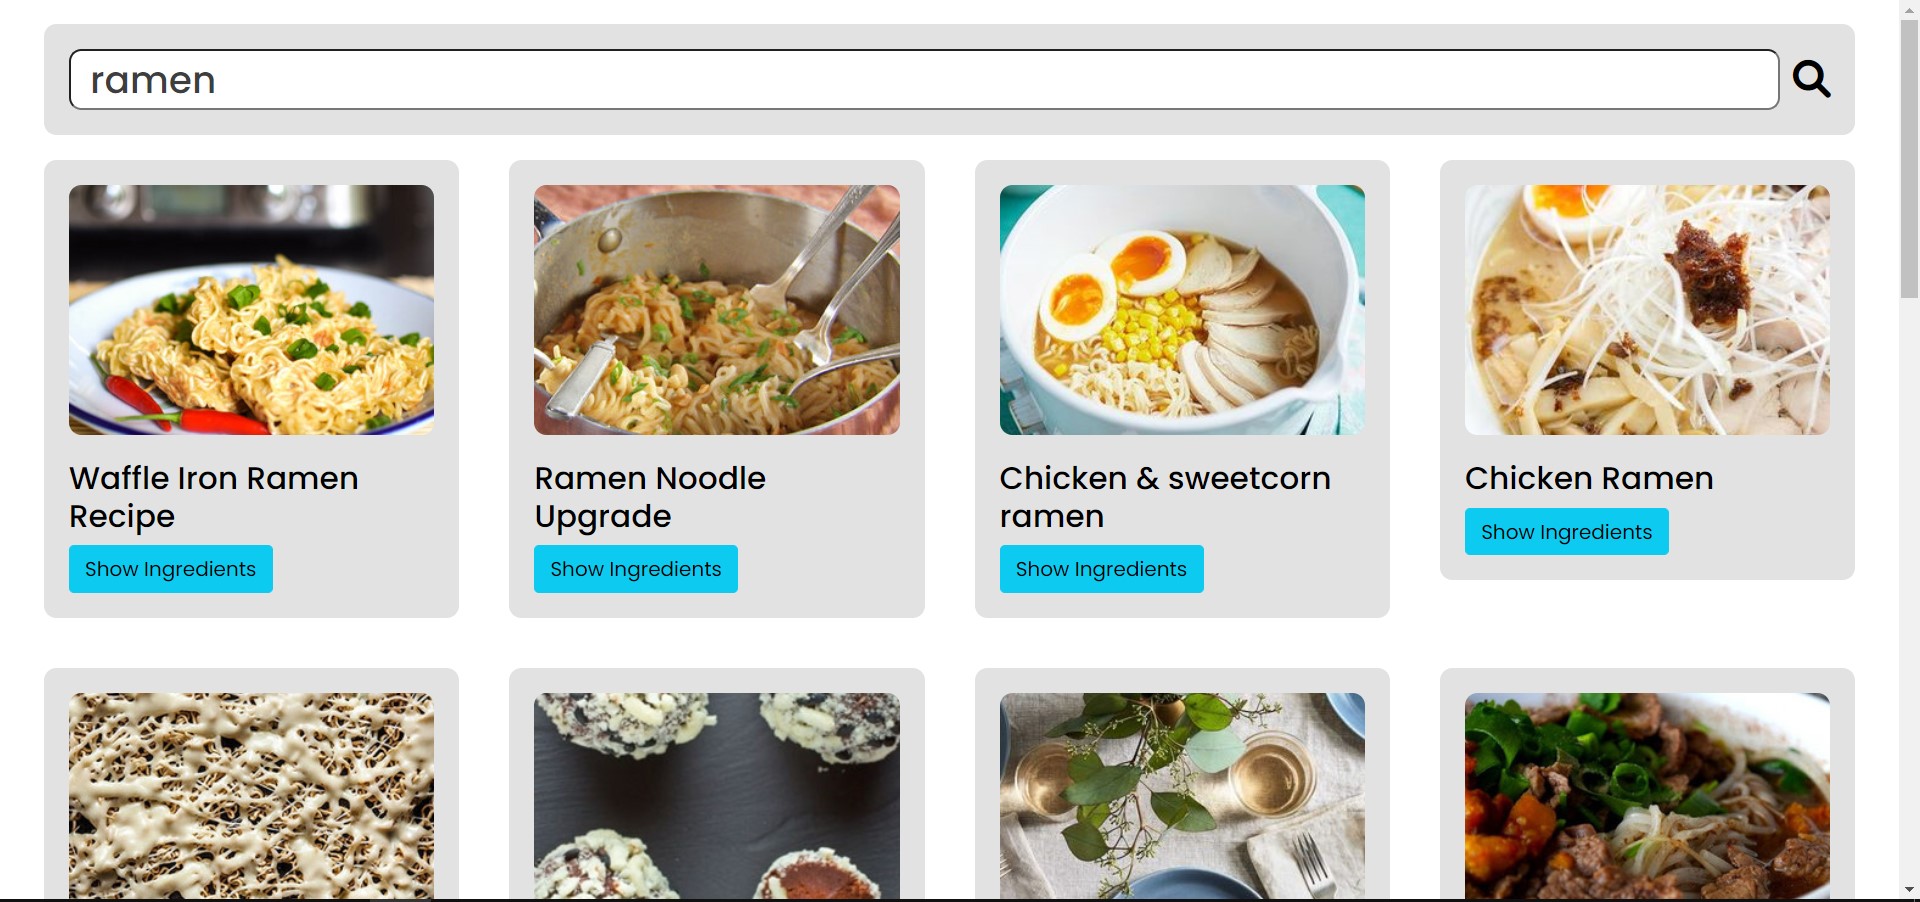 ramen
Waffle Iron Ramen
Recipe
Show Ingredients
Ramen Noodle
Upgrade
Show Ingredients
Chicken & sweetcorn
ramen
Show Ingredients
Chicken Ramen
Show Ingredients